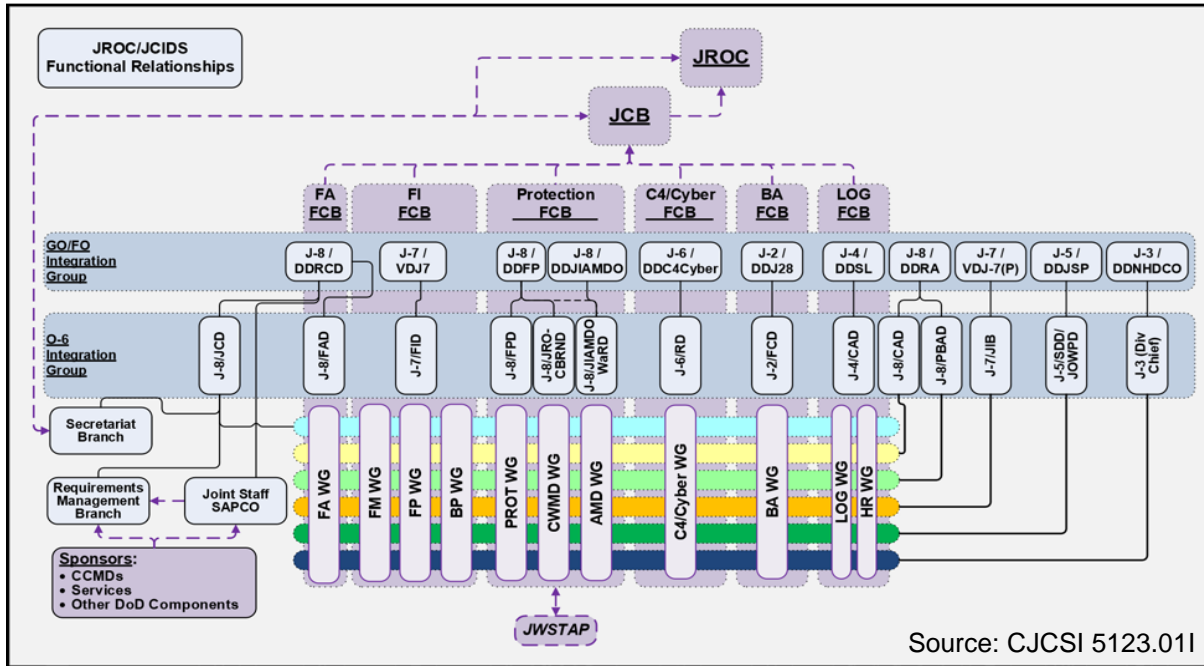 JROC/JCIDS
Functional Relationships
JROC
JCB
FA
FCB
FI
FCB
Protection
FCB
C4/Cyber
FCB
BA
FCB
LOG
FCB
GO/FO
Integration
Group
J-8 /
DDRCD
J-7 /
VDJ7
J-8 /
DDFP
J-8 /
DDJIAMDO
J-6 /
DDC4Cyber
J-2 /
DDJ28
J-4 /
DDSL
J-8 /
DDRA
J-7 /
VDJ-7(P)
J-5 /
DDJSP
J-3 /
DDNHDCO
O-6
Integration
Group
J-8/JCD
J-8/FAD
J-7/FID
J-8/FPD
J-8/JRO-
CBRND
J-8/JIAMDO
WaRD
J-6/RD
J-2/FCD
J-4/CAD
J-8/CAD
J-8/PBAD
J-7/JIB
J-5/SDD/
JOWPD
J-3 (Div
Chief)
Secretariat
Branch
Requirements
Management
Branch
Joint Staff
SAPCO
Sponsors:
• CCMDs
• Services
• Other DoD Components
FA WG
FM WG
FP WG
BP WG
PROT WG
CWMD WG
AMD WG
C4/Cyber WG
BA WG
LOG WG
HR WG
JWSTAP
Source: CJCSI 5123.01I